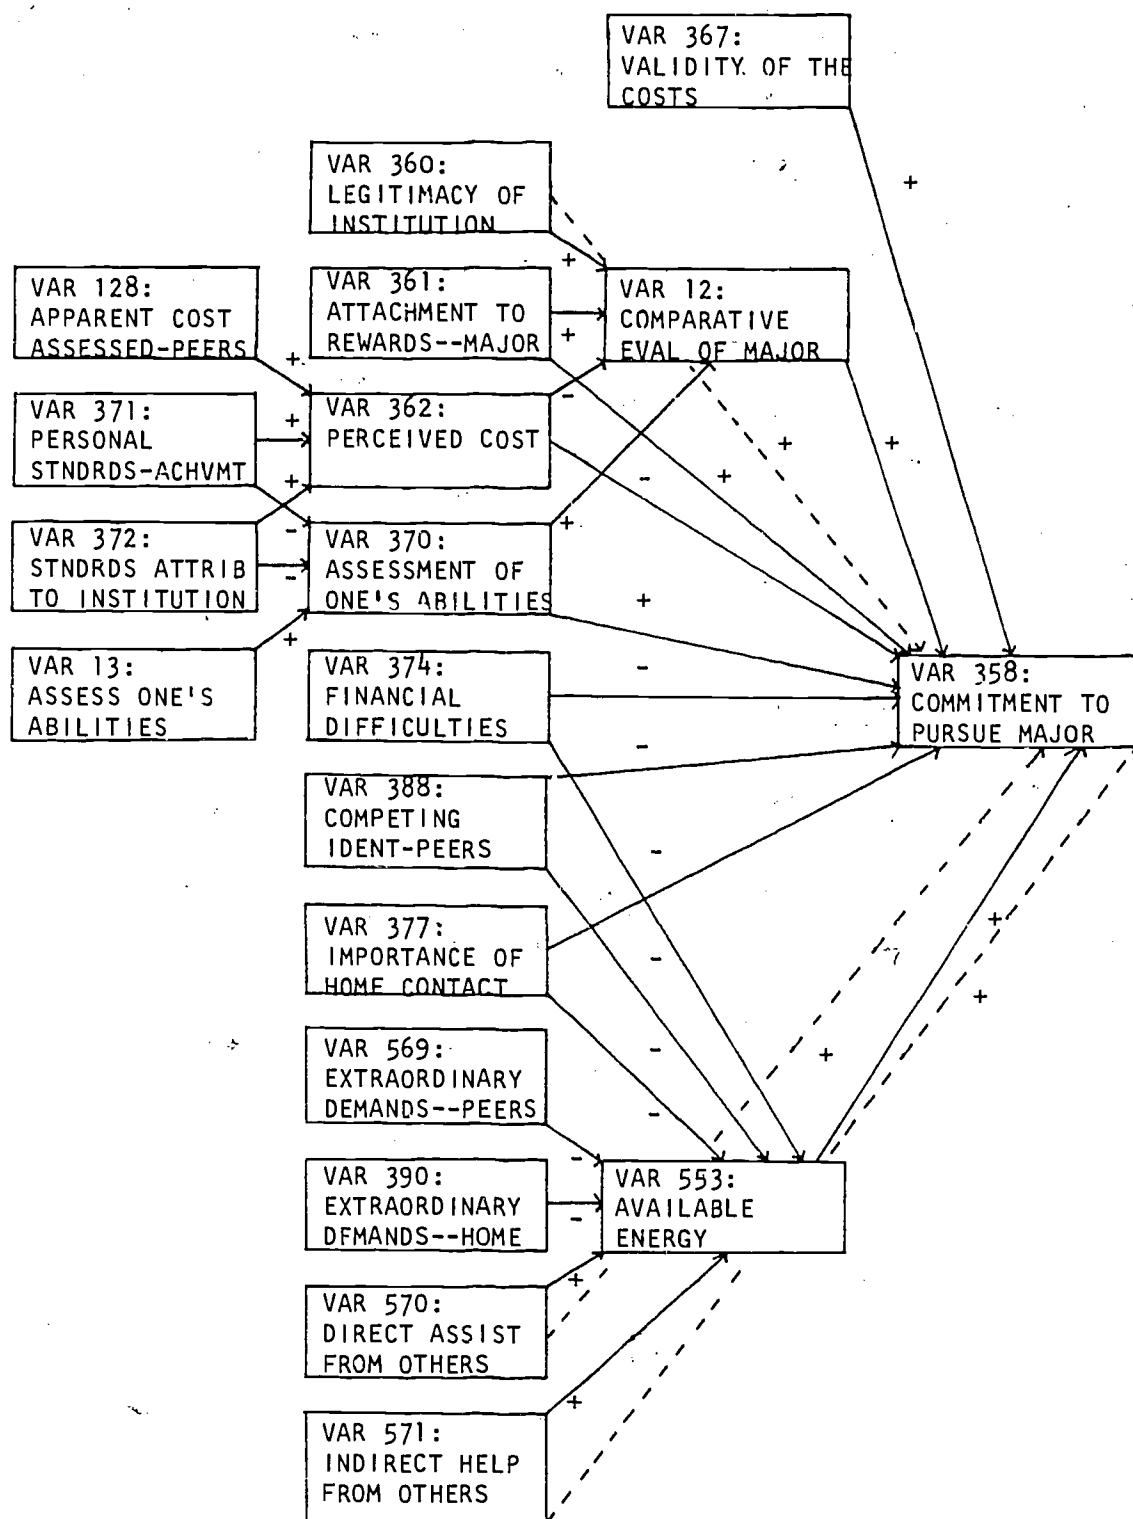 VAR 367:
VALIDITY OF THE
COSTS
+
VAR 360:
LEGITIMACY OF
INSTITUTION
+
VAR 128:
APPARENT COST
ASSESSED-PEERS
+
VAR 361:
ATTACHMENT TO
REWARDS--MAJOR
+
VAR 12:
COMPARATIVE
EVAL OF MAJOR
VAR 371:
PERSONAL
STNDRDS-ACHVMT
+
+
-
VAR 362:
PERCEIVED COST
-
-
+
+
+
VAR 372:
STNDRDS ATTRIB
TO INSTITUTION
-
-
VAR 370:
ASSESSMENT OF
ONE'S ABILITIES
+
+
VAR 13:
ASSESS ONE'S
ABILITIES
+
VAR 374:
FINANCIAL
DIFFICULTIES
-
-
VAR 358:
COMMITMENT TO
PURSUE MAJOR
VAR 388:
COMPETING
IDENT-PEERS
-
VAR 377:
IMPORTANCE OF
HOME CONTACT
-
+
+
VAR 569:
EXTRAORDINARY
DEMANDS--PEERS
-
-
+
-
VAR 390:
EXTRAORDINARY
DFMANDS--HOME
-
VAR 553:
AVAILABLE
ENERGY
VAR 570:
DIRECT ASSIST
FROM OTHERS
+
VAR 571:
INDIRECT HELP
FROM OTHERS
+